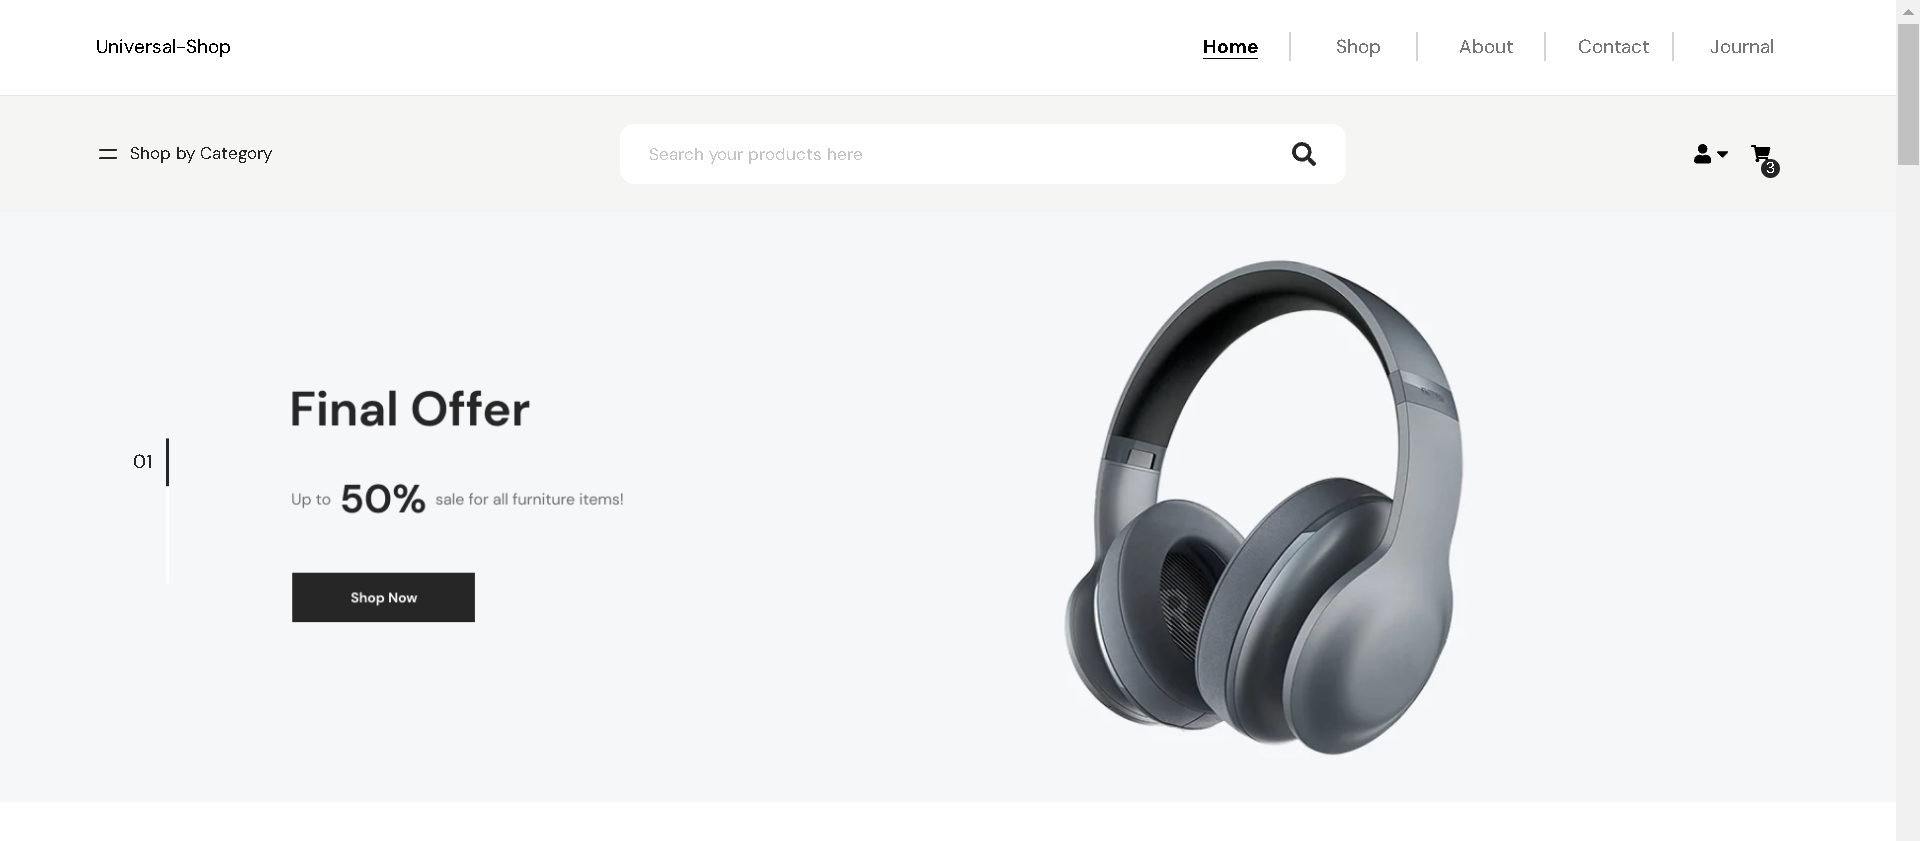 Universal-Shop
Home
Shop
About
Contact
Journal
Shop by Category
Search your products here
3
Final Offer
01
Up to 50% sale for all furniture items!
Shop Now